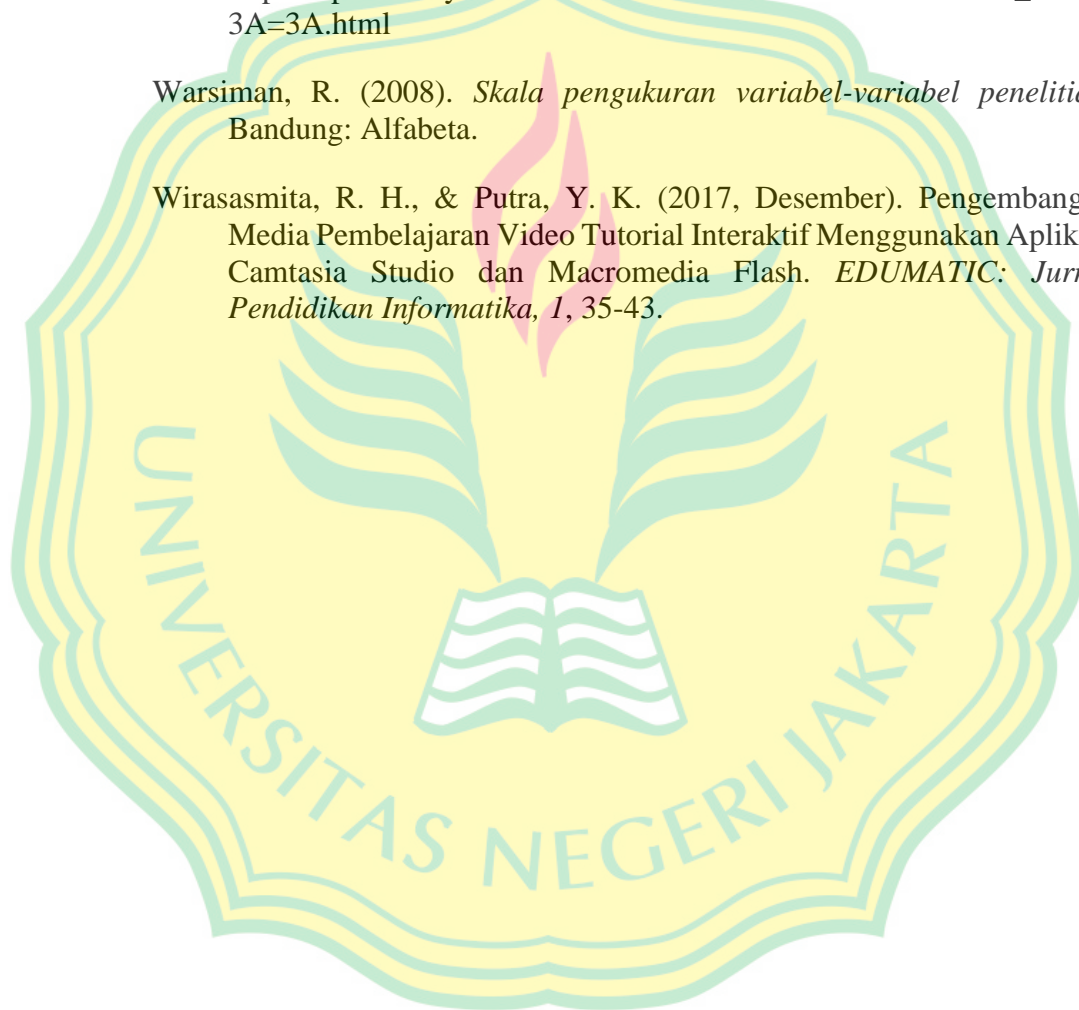 3A=3A.html
Warsiman, R. (2008). Skala pengukuran variabel-variabel penelitia
Bandung: Alfabeta.
Wirasasmita, R. H., & Putra, Y. K. (2017, Desember). Pengembang
Media Pembelajaran Video Tutorial Interaktif Menggunakan Aplik
Camtasia Studio dan Macromedia Flash. EDUMATIC: Jur
Pendidikan Informatika, 1, 35-43.
UNIVERSITAS NEGERI JAKARTA